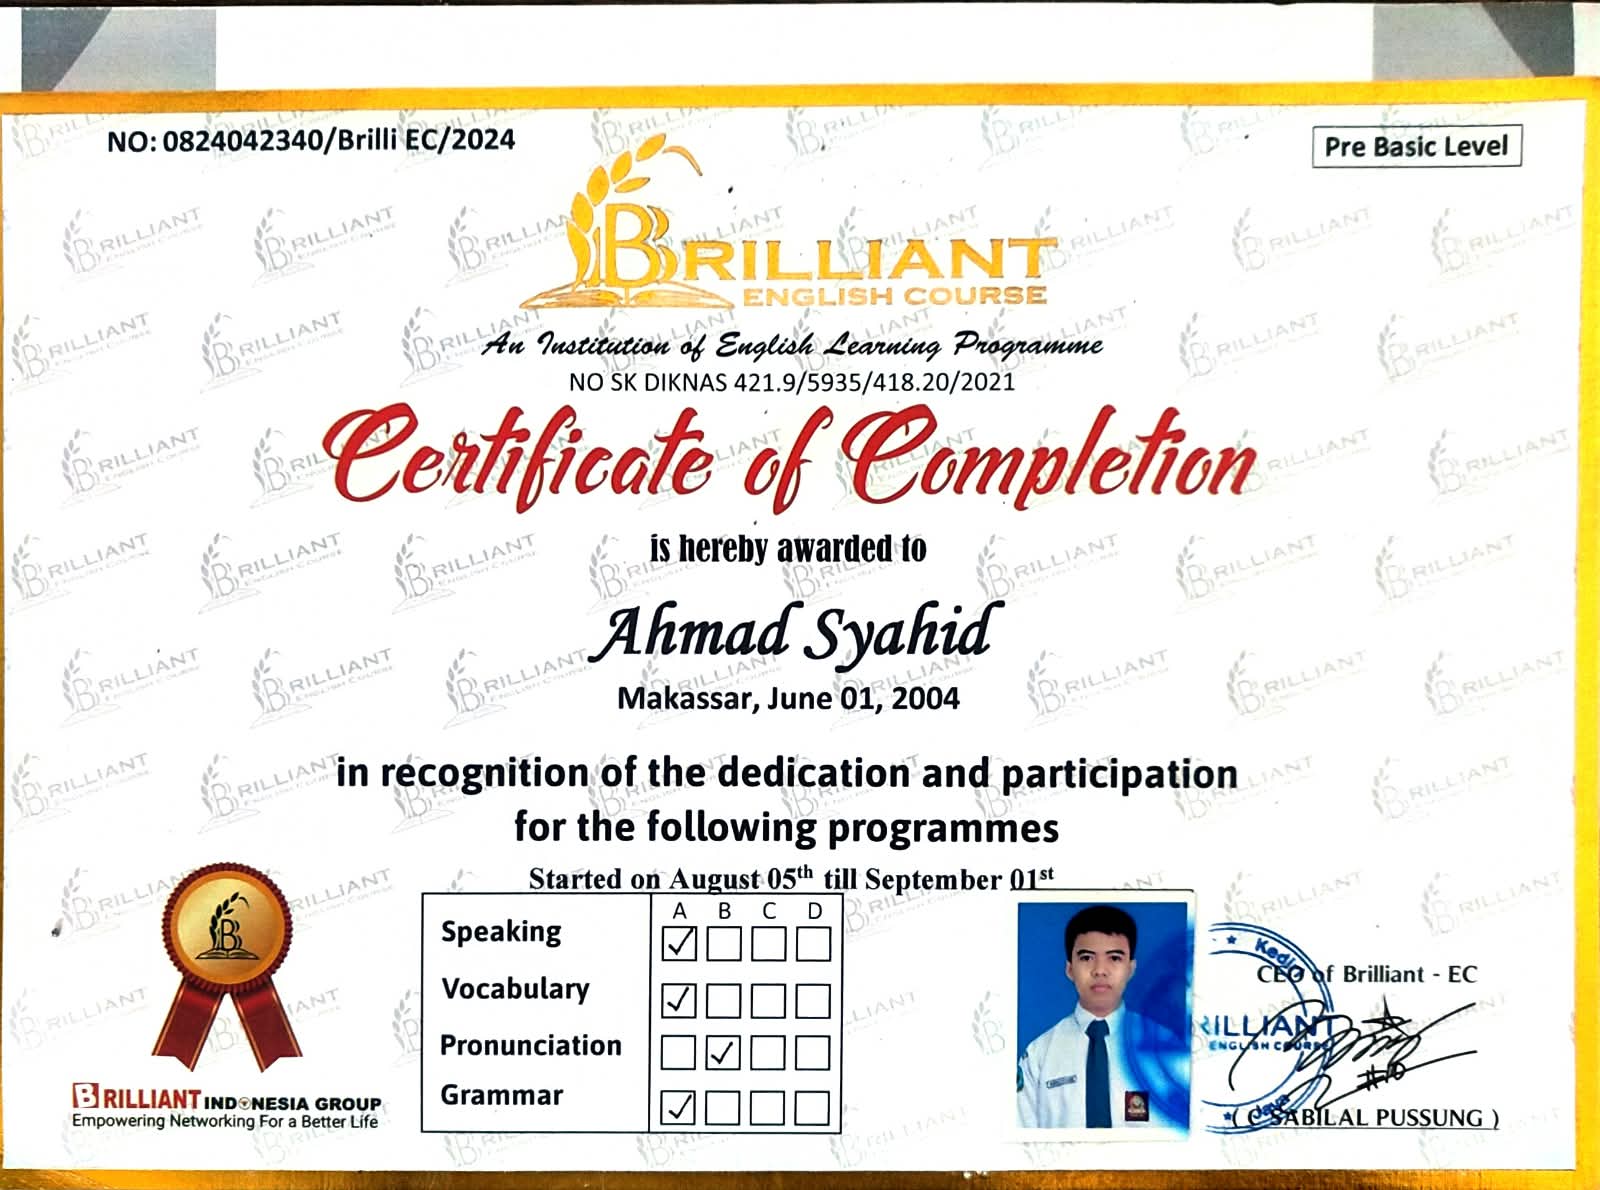 NO: 0824042340/Brilli EC/2024
Pre Basic Level
BRILLIANT
ENGLISH COURSE
An Institution of English Learning Programme
NO SK DIKNAS 421.9/5935/418.20/2021
Certificate of Completion
is hereby awarded to
Ahmad Syahid
Makassar, June 01, 2004
in recognition of the dedication and participation
for the following programmes
Started on August 05th till September 01st
A B C D
Speaking ✓
Vocabulary ✓
Pronunciation ✓
Grammar ✓
BRILLIANT INDONESIA GROUP
Empowering Networking For a Better Life
CEO of Brilliant - EC
RILLIANT
ENGLISH COURSE
( C SABILAL PUSSUNG )